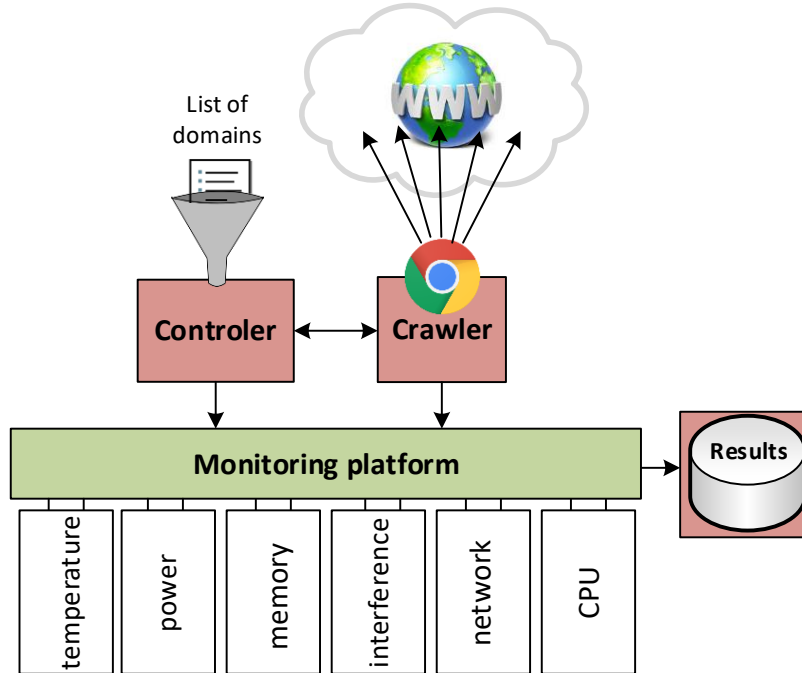 WWW
List of
domains
Controler
Crawler
Monitoring platform
Results
temperature
power
memory
interference
network
CPU